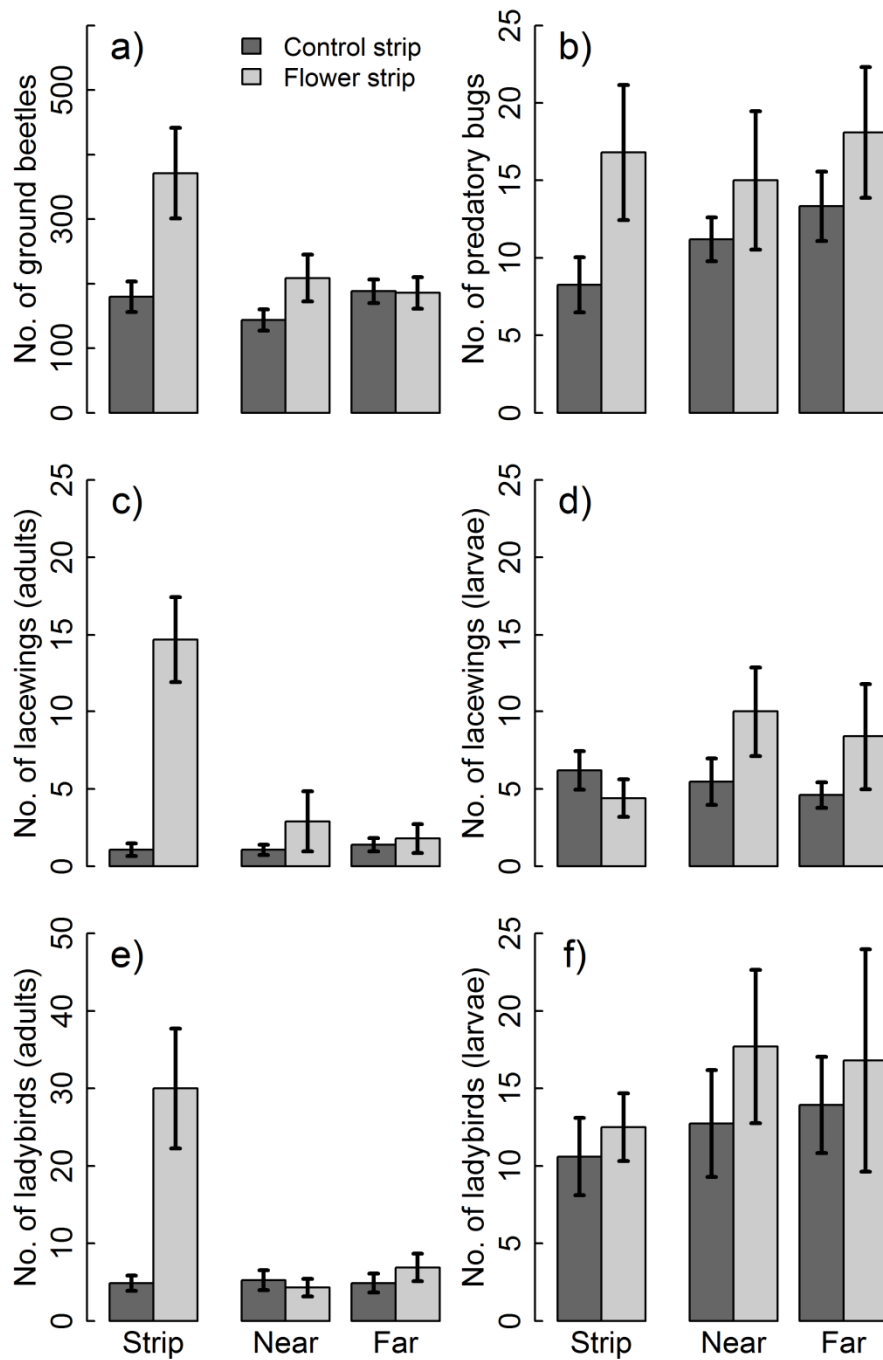 a)
Control strip
Flower strip
No. of ground beetles
0
100
300
500
b)
No. of predatory bugs
0
5
10
15
20
25
c)
No. of lacewings (adults)
0
5
10
15
20
25
d)
No. of lacewings (larvae)
0
5
10
15
20
25
e)
No. of ladybirds (adults)
0
10
20
30
40
50
Strip Near Far
f)
No. of ladybirds (larvae)
0
5
10
15
20
25
Strip Near Far